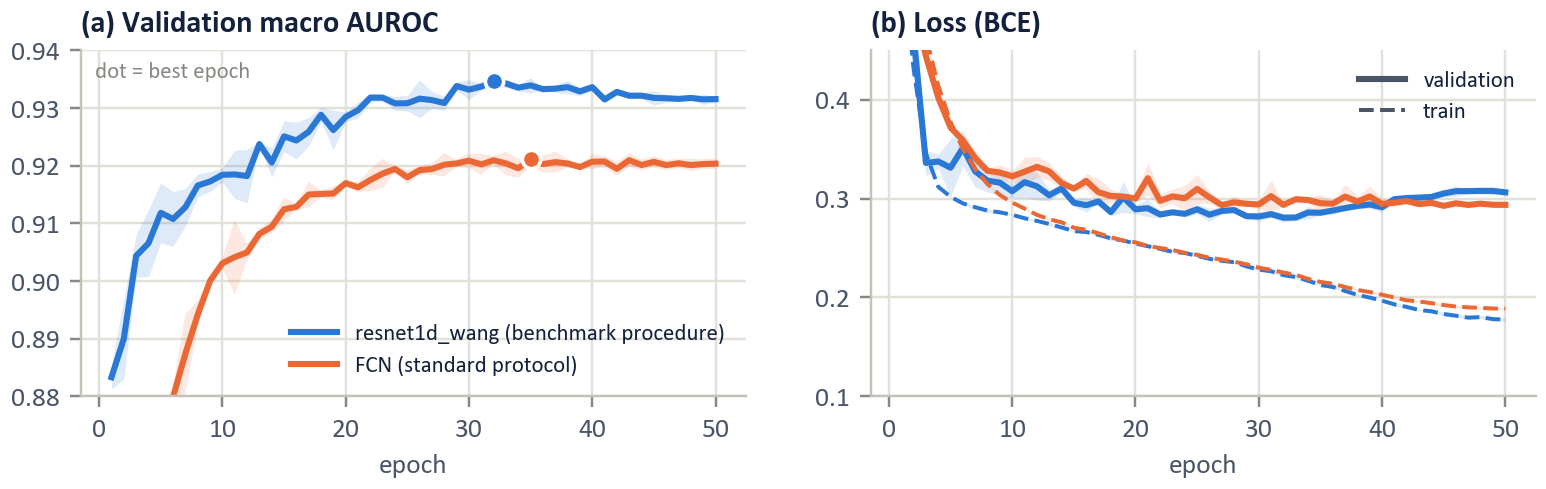 (a) Validation macro AUROC
0.94
0.93
0.92
0.91
0.90
0.89
0.88
dot = best epoch
resnet1d_wang (benchmark procedure)
FCN (standard protocol)
0 10 20 30 40 50
epoch
(b) Loss (BCE)
0.4
0.3
0.2
0.1
validation
train
0 10 20 30 40 50
epoch